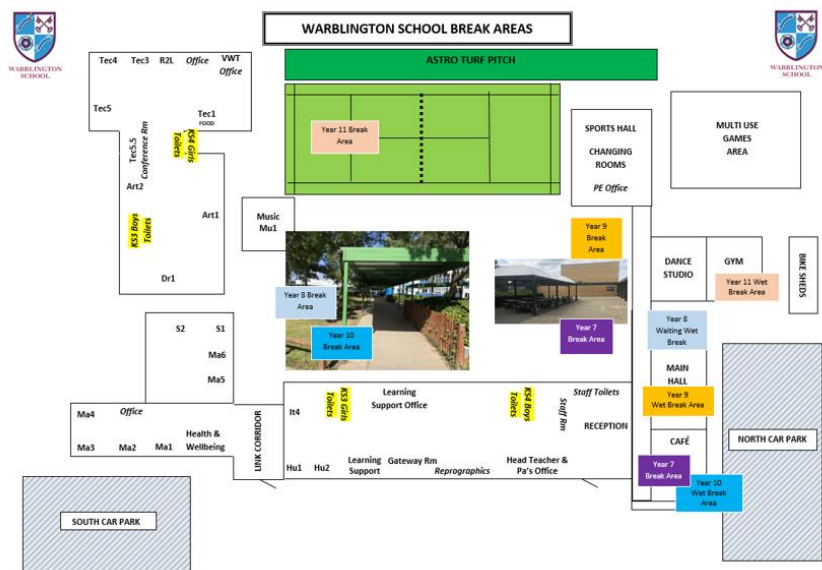 WARBLINGTON SCHOOL BREAK AREAS
WARBLINGTON
SCHOOL
WARBLINGTON
SCHOOL
ASTRO TURF PITCH
Tec4 Tec3 R2L Office VWT
Office
Tec5
Tec1
FOOD
Tec5.5
Conference Rm
KS4 Girls
Toilets
Art2
KS3 Boys
Toilets
Art1
Dr1
Music
Mu1
Year 11 Break
Area
SPORTS HALL
CHANGING
ROOMS
PE Office
MULTI USE
GAMES
AREA
Year 9
Break
Area
Year 8 Break
Area
Year 10
Break Area
Year 7
Break Area
DANCE
STUDIO
GYM
Year 11 Wet
Break Area
BIKE SHEDS
Year 8
Waiting Wet
Break
MAIN
HALL
Year 9
Wet Break Area
CAFÉ
Year 7
Break Area
Year 10
Wet Break
Area
NORTH CAR PARK
S2 S1
Ma6
Ma5
Ma4 Office
Ma3 Ma2 Ma1 Health &
Wellbeing
LINK CORRIDOR
It4
KS3 Girls
Toilets
Learning
Support Office
KS4 Boys
Toilets
Staff Toilets
Staff Rm
RECEPTION
Hu1 Hu2 Learning
Support
Gateway Rm
Reprographics
Head Teacher &
Pa's Office
SOUTH CAR PARK